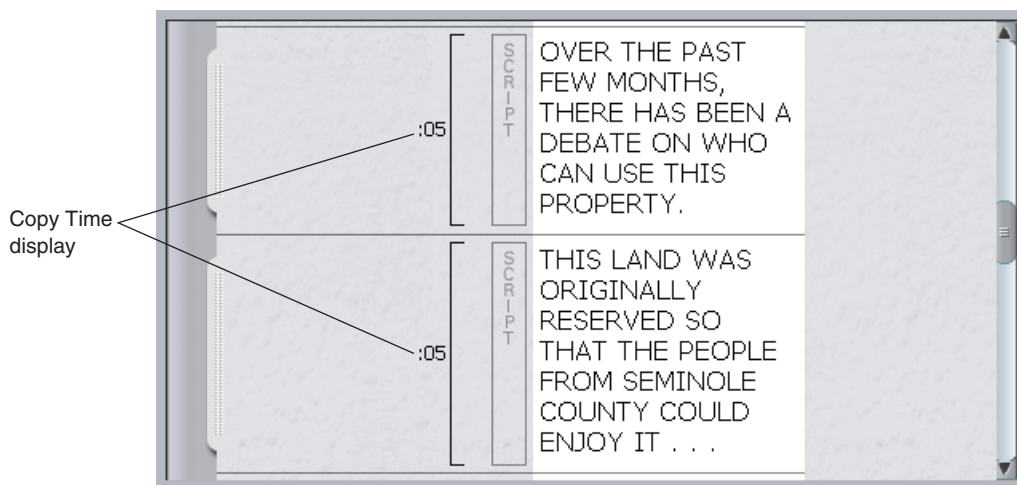 OVER THE PAST
FEW MONTHS,
THERE HAS BEEN A
DEBATE ON WHO
CAN USE THIS
PROPERTY.
:05
SCRIPT
Copy Time
display
THIS LAND WAS
ORIGINALLY
RESERVED SO
THAT THE PEOPLE
FROM SEMINOLE
COUNTY COULD
ENJOY IT . . .
:05
SCRIPT